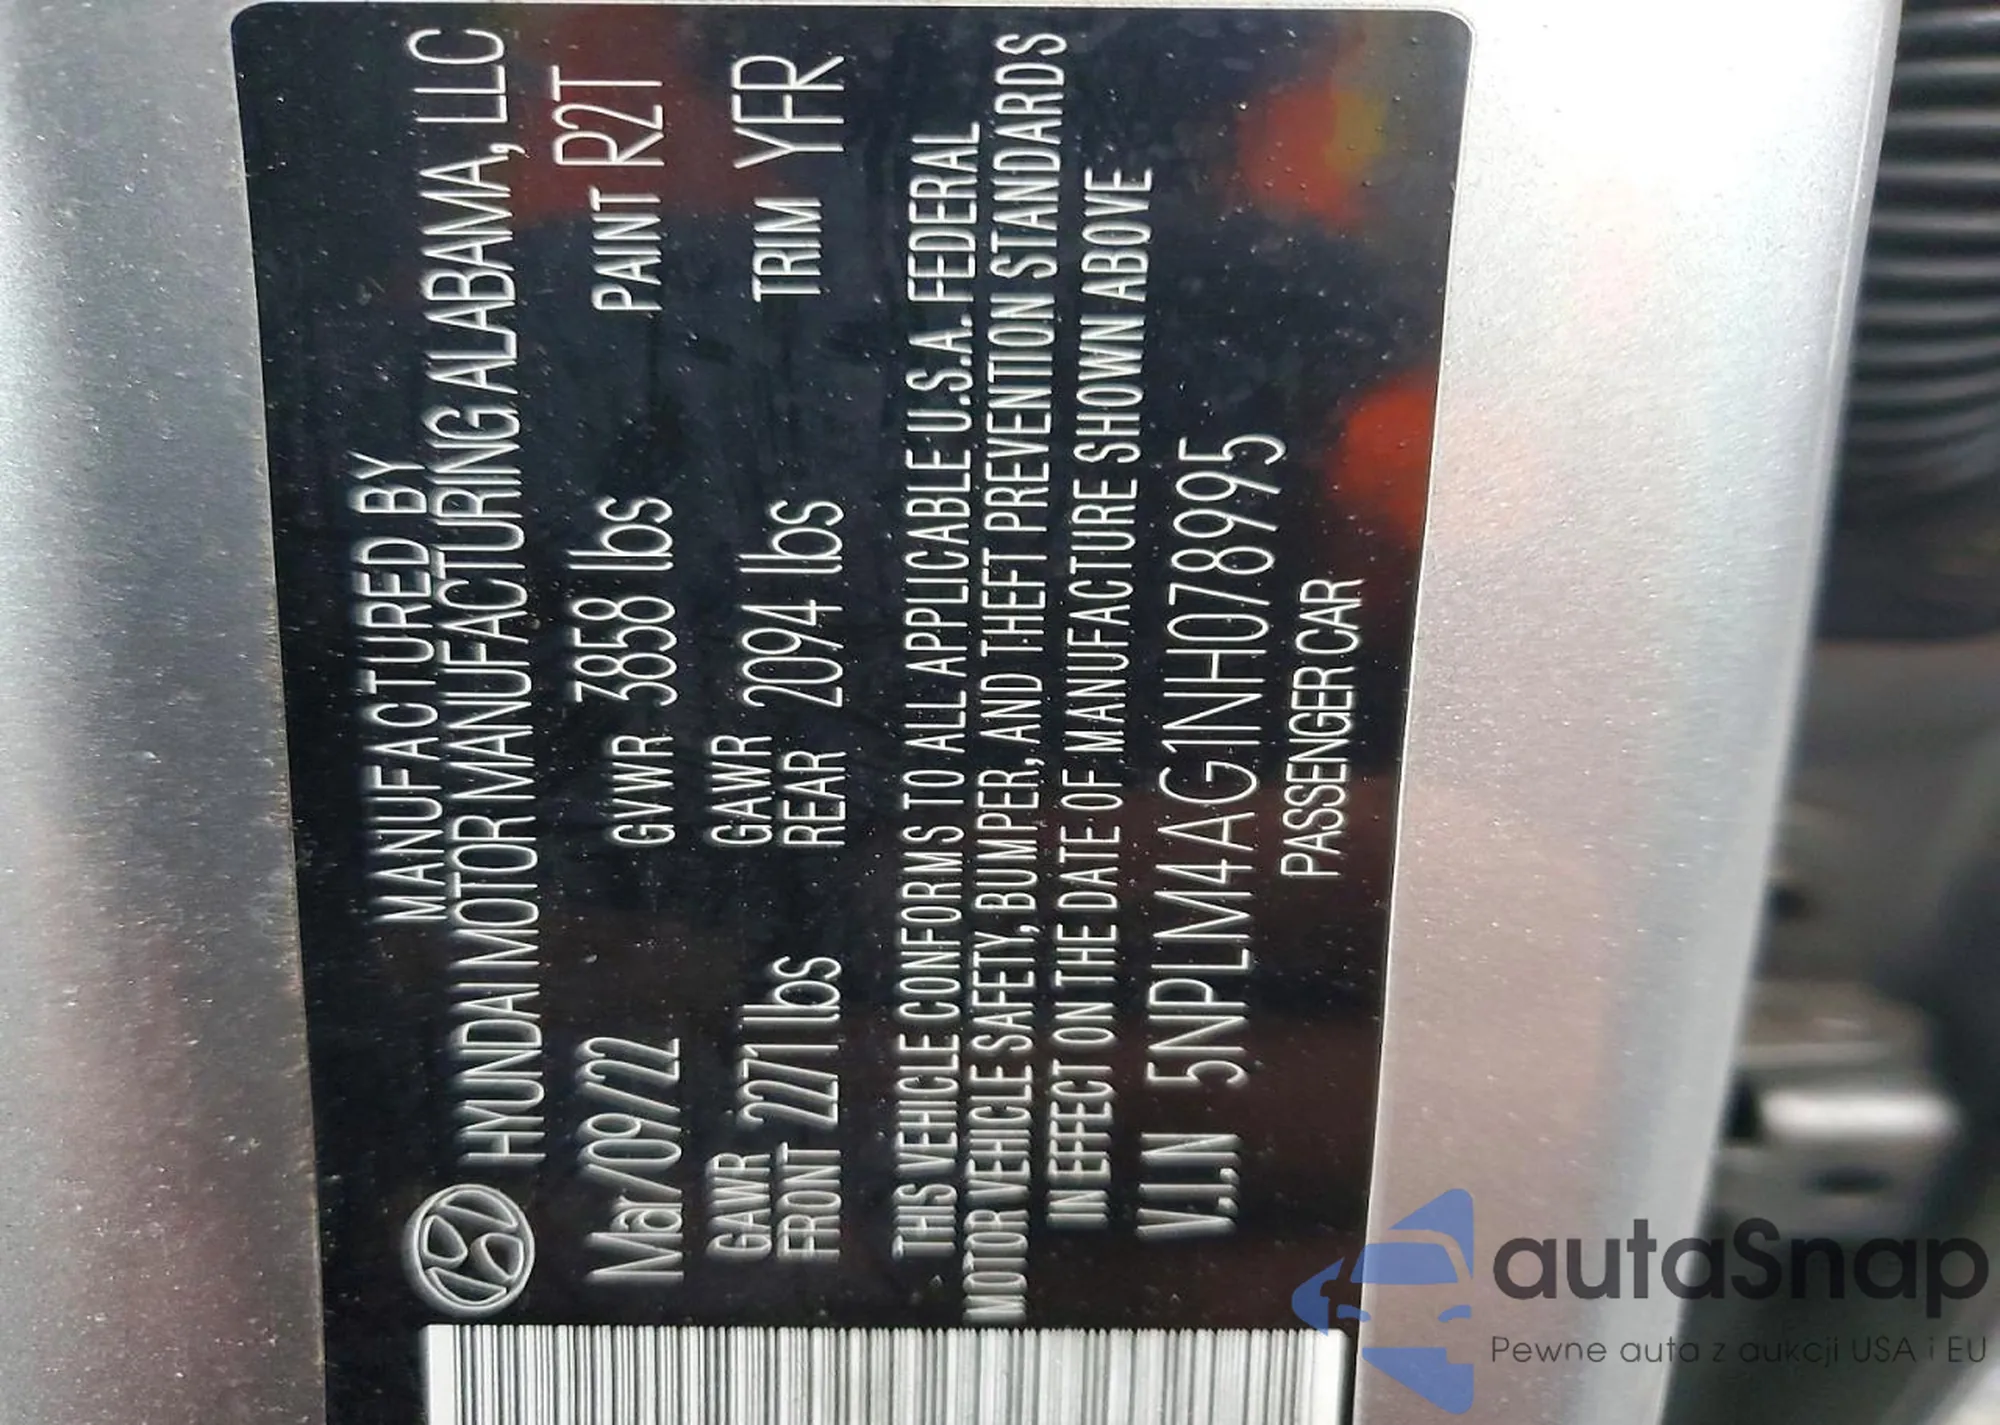 MANUFACTURED BY
HYUNDAI MOTOR MANUFACTURING ALABAMA, LLC
Mar/09/22 GVWR 3858 lbs PAINT R2T
GAWR FRONT 2271 lbs GAWR REAR 2094 lbs TRIM YFR
THIS VEHICLE CONFORMS TO ALL APPLICABLE U.S.A. FEDERAL
MOTOR VEHICLE SAFETY, BUMPER, AND THEFT PREVENTION STANDARDS
IN EFFECT ON THE DATE OF MANUFACTURE SHOWN ABOVE
V.I.N 5NPLM4AG1NH078995
PASSENGER CAR
autaSnap
Pewne auta z aukcji USA i EU